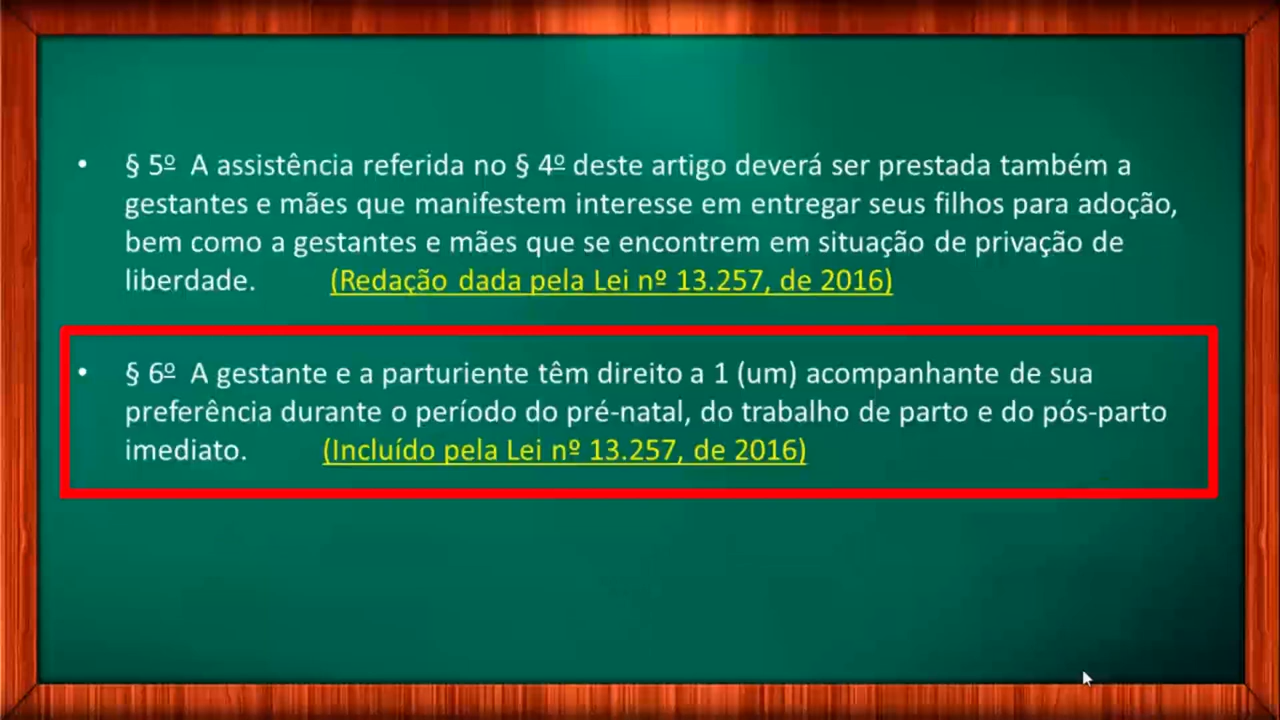 • § 5º A assistência referida no § 4º deste artigo deverá ser prestada também a
gestantes e mães que manifestem interesse em entregar seus filhos para adoção,
bem como a gestantes e mães que se encontrem em situação de privação de
liberdade. (Redação dada pela Lei nº 13.257, de 2016)
• § 6º A gestante e a parturiente têm direito a 1 (um) acompanhante de sua
preferência durante o período do pré-natal, do trabalho de parto e do pós-parto
imediato. (Incluído pela Lei nº 13.257, de 2016)